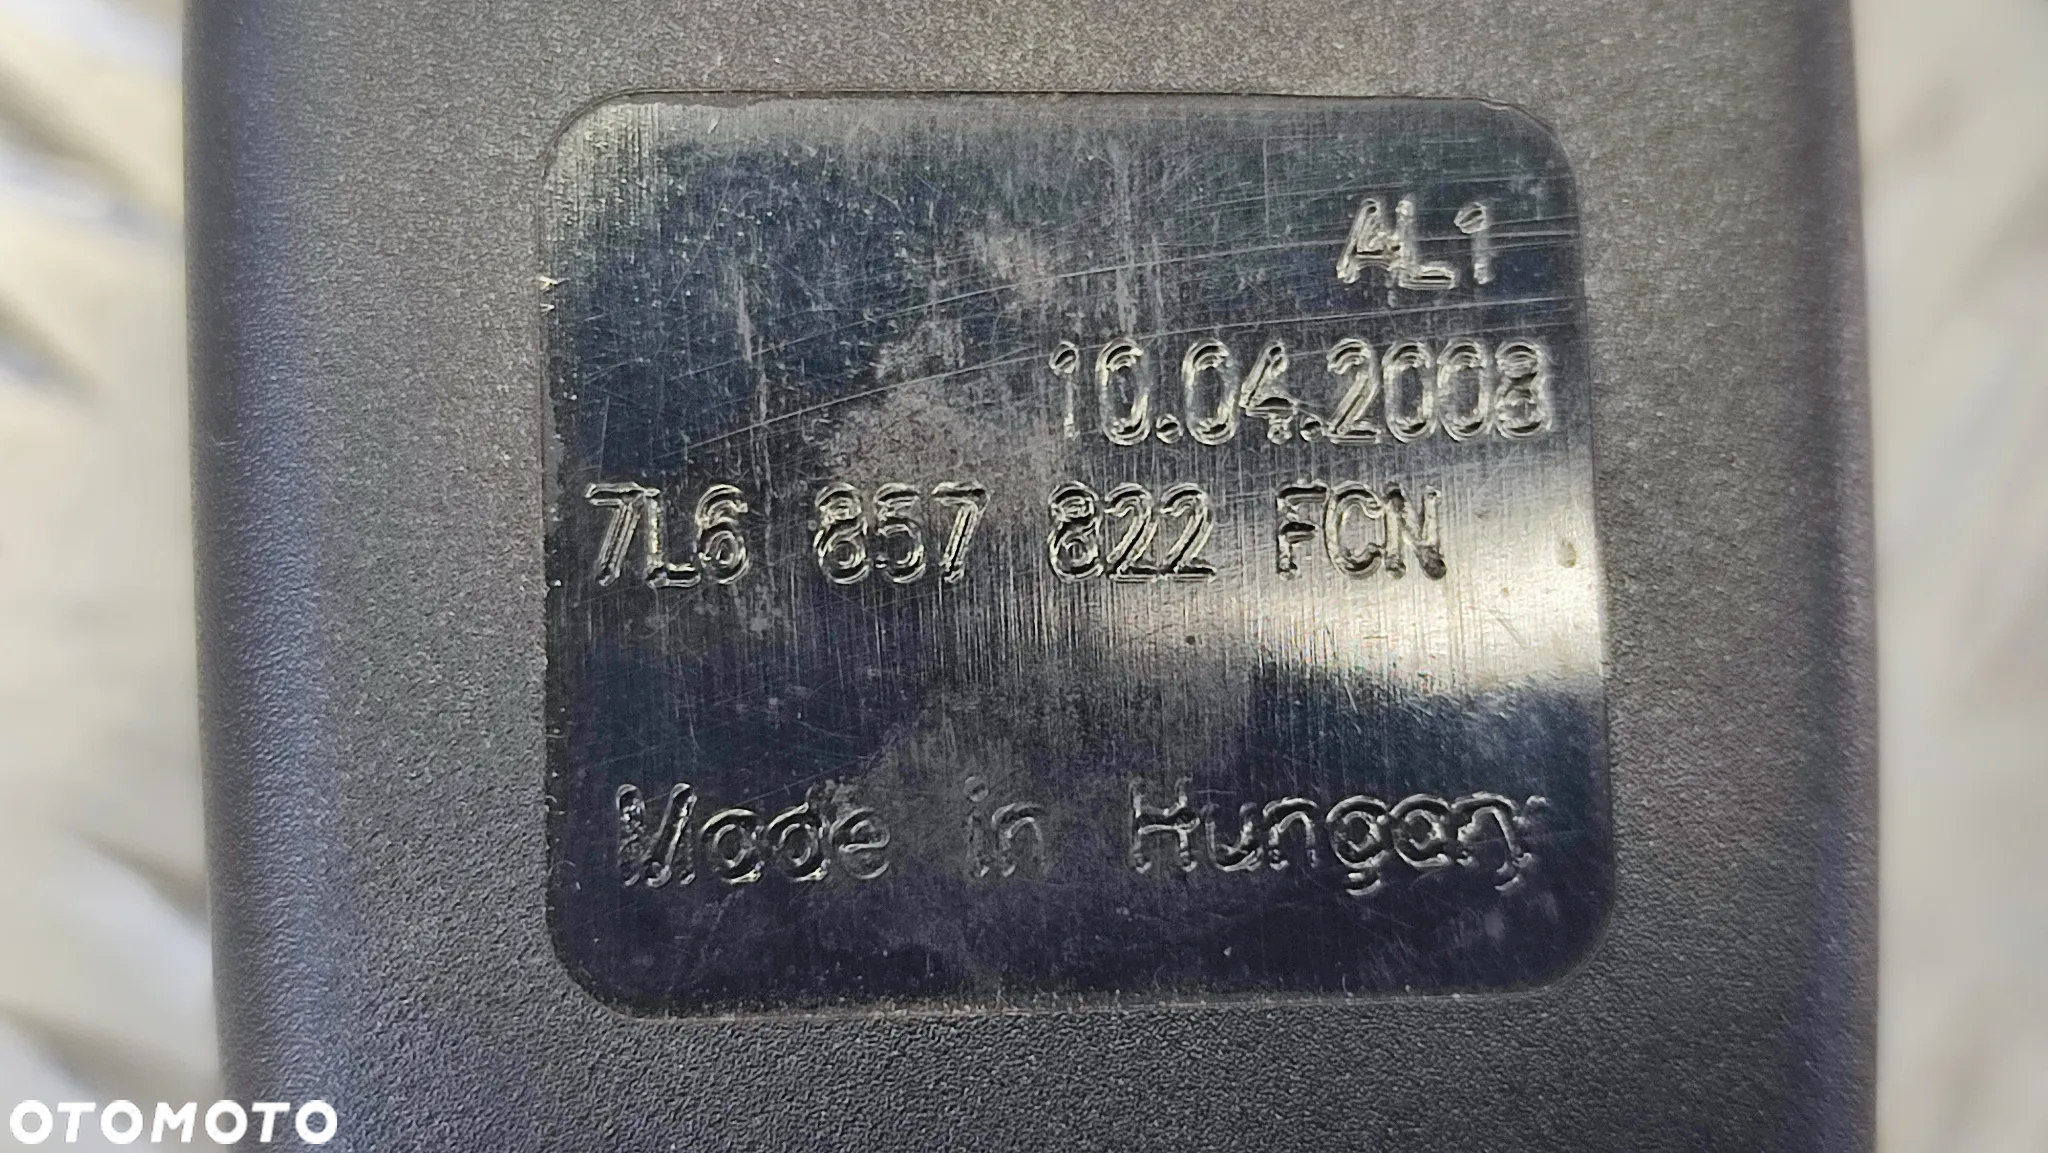 AL1
10.04.2008
7L6 857 822 FCN
Made in Hungary
OTOMOTO